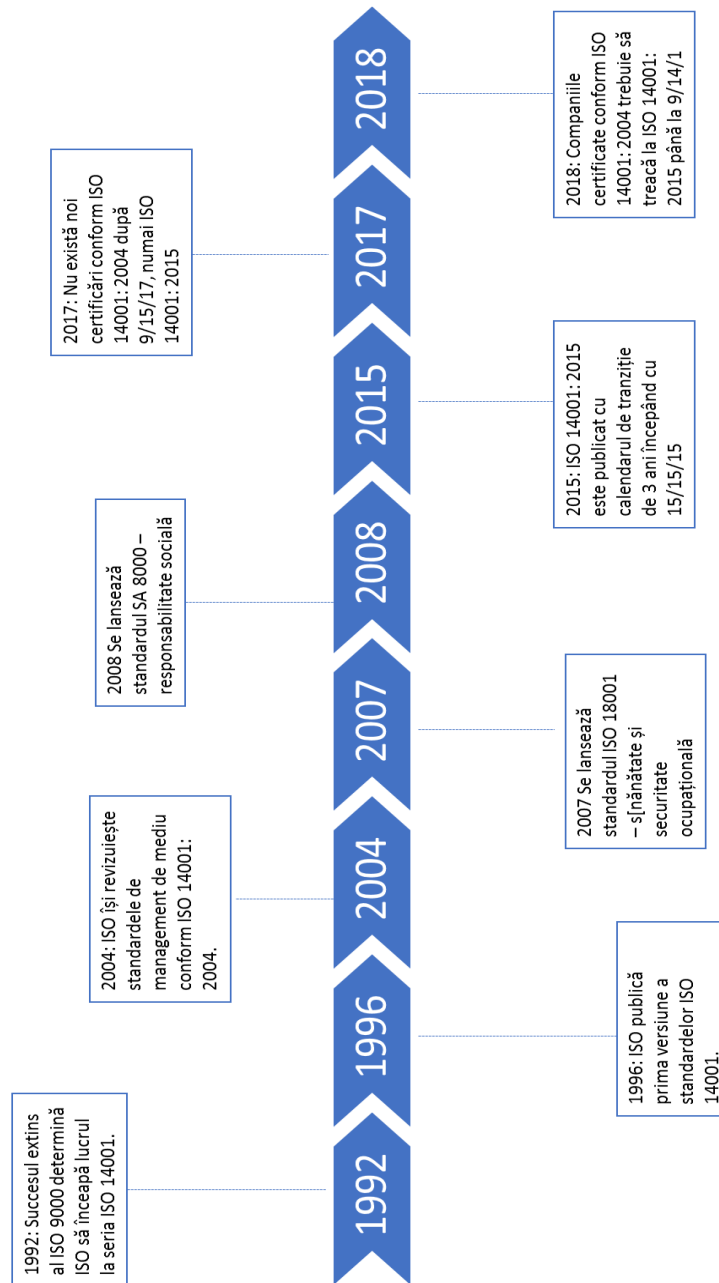 1992: Succesul extins
al ISO 9000 determină
ISO să înceapă lucrul
la seria ISO 14001.
2004: ISO își revizuiește
standardele de
management de mediu
conform ISO 14001:
2004.
2008 Se lansează
standardul SA 8000 –
responsabilitate socială
2017: Nu există noi
certificări conform ISO
14001: 2004 după
9/15/17, numai ISO
14001: 2015
1992
1996
2004
2007
2008
2015
2017
2018
1996: ISO publică
prima versiune a
standardelor ISO
14001.
2007 Se lansează
standardul ISO 18001
– s[nănătate și
securitate
ocupațională
2015: ISO 14001: 2015
este publicat cu
calendarul de tranziție
de 3 ani începând cu
15/15/15
2018: Companiile
certificate conform ISO
14001: 2004 trebuie să
treacă la ISO 14001:
2015 până la 9/14/1